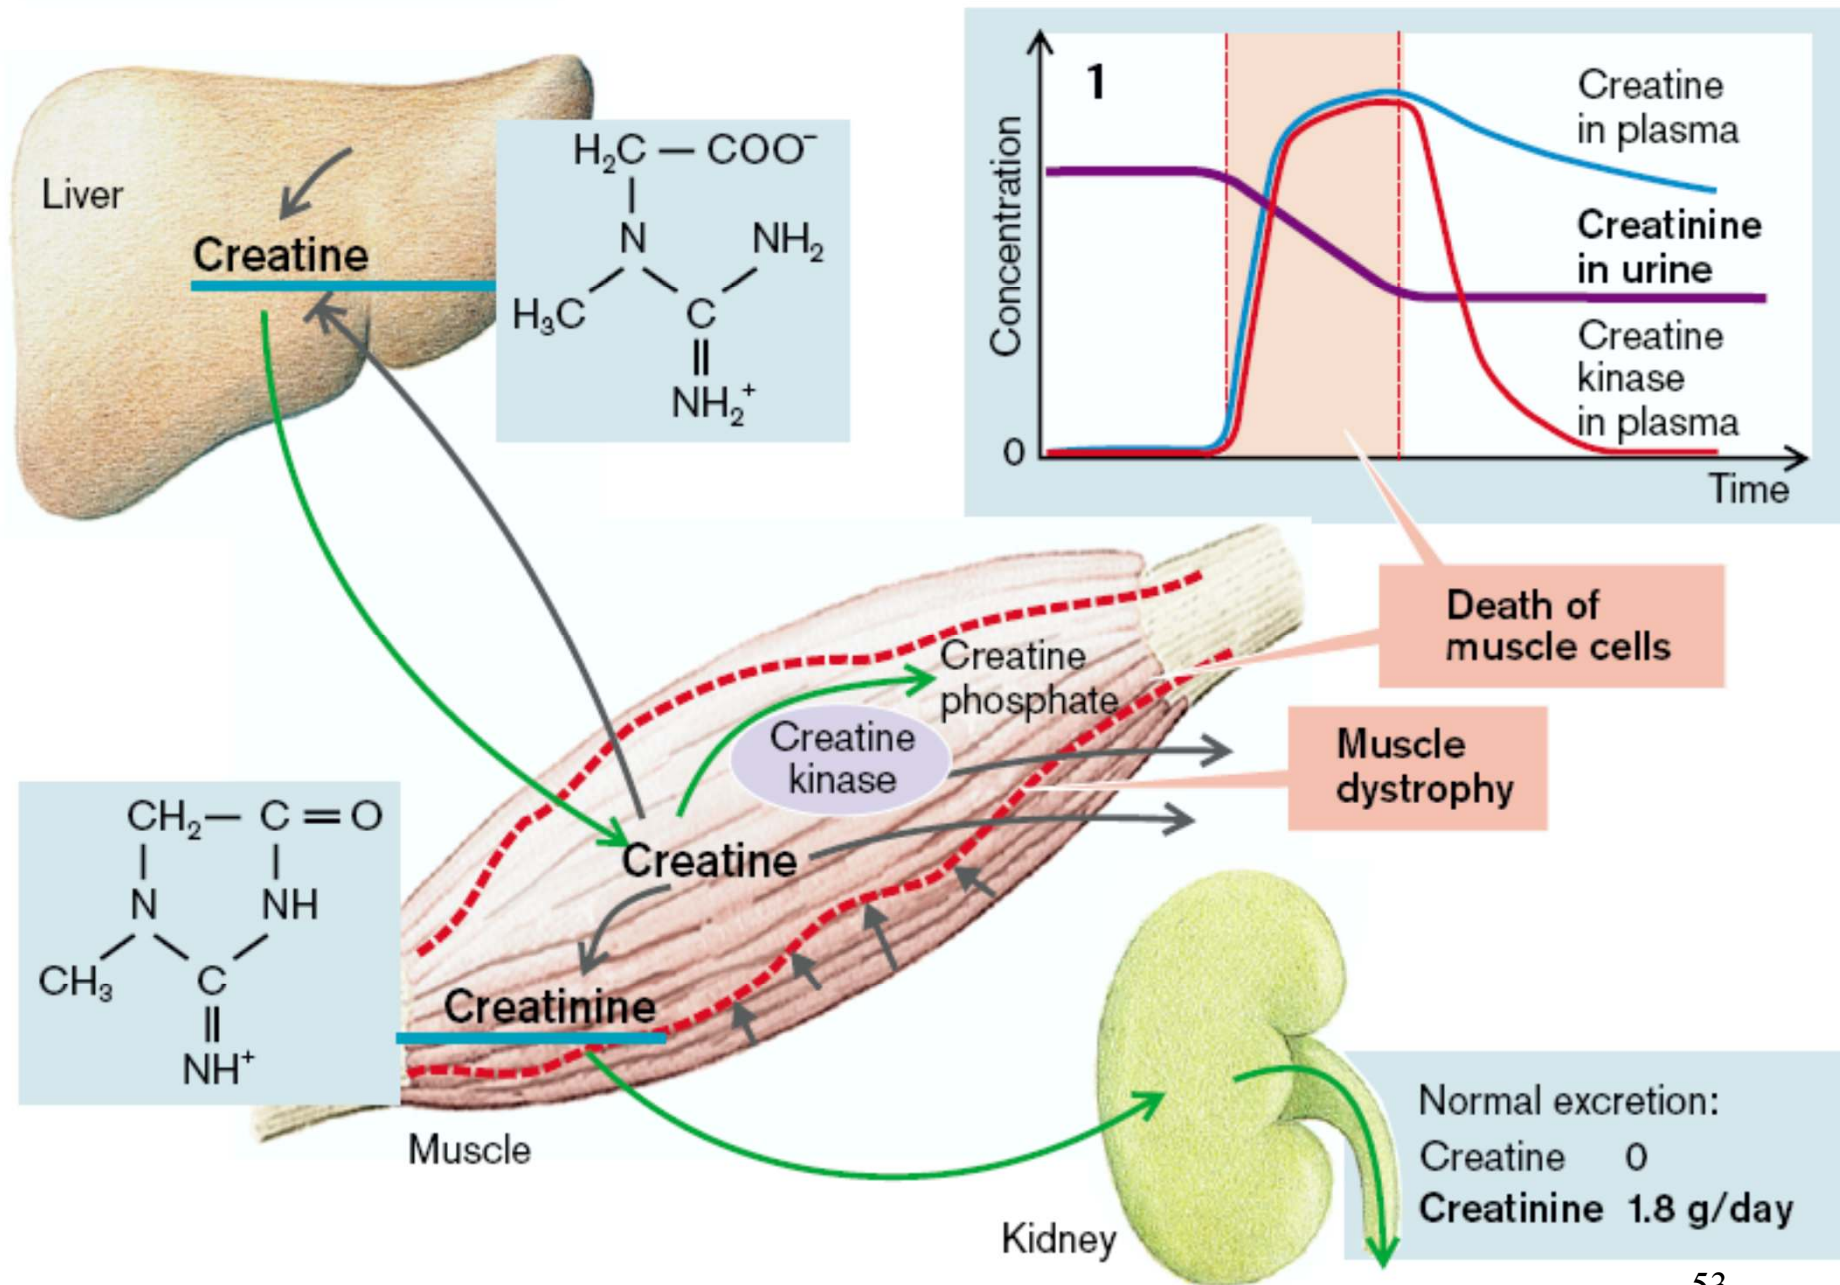 Liver
Creatine
H₂C — COO⁻
N
NH₂
H₃C
C
NH₂⁺
1
Concentration
0
Time
Creatine
in plasma
Creatinine
in urine
Creatine
kinase
in plasma
Death of
muscle cells
Muscle
dystrophy
Creatine
phosphate
Creatine
kinase
Creatine
Creatinine
CH₂— C=O
N
NH
CH₃
C
NH⁺
Muscle
Kidney
Normal excretion:
Creatine 0
Creatinine 1.8 g/day